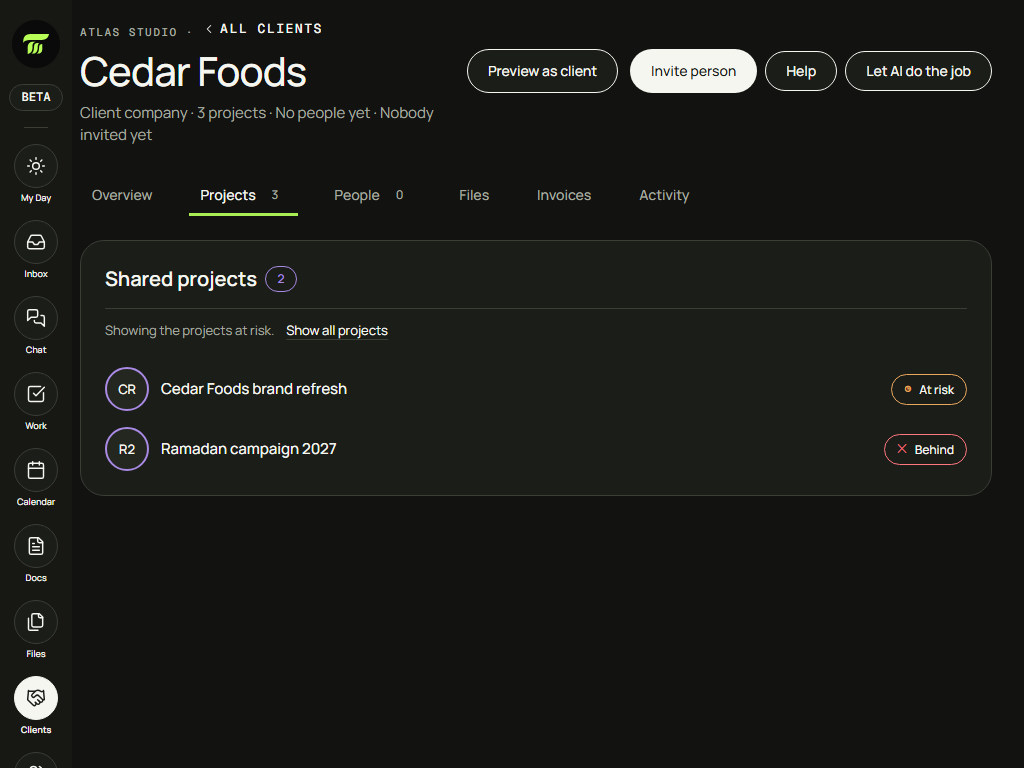 ATLAS STUDIO · ALL CLIENTS
Cedar Foods
Client company · 3 projects · No people yet · Nobody
invited yet
Preview as client
Invite person
Help
Let AI do the job
BETA
My Day
Inbox
Chat
Work
Calendar
Docs
Files
Clients
Overview
Projects 3
People 0
Files
Invoices
Activity
Shared projects 2
Showing the projects at risk. Show all projects
CR Cedar Foods brand refresh At risk
R2 Ramadan campaign 2027 Behind